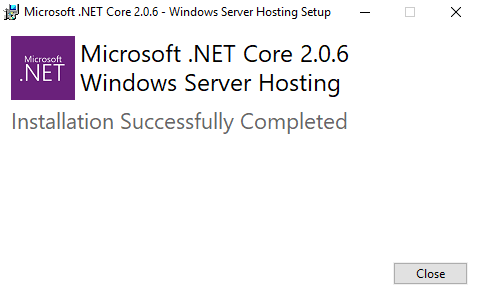 Microsoft .NET Core 2.0.6 - Windows Server Hosting Setup
Microsoft
.NET
Microsoft .NET Core 2.0.6
Windows Server Hosting
Installation Successfully Completed
Close